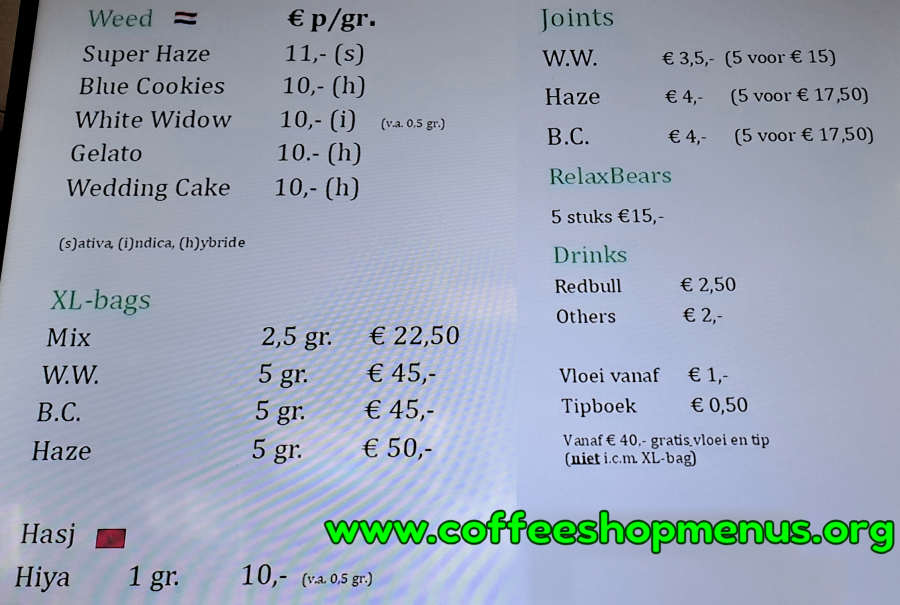 Weed € p/gr.
Super Haze 11,- (s)
Blue Cookies 10,- (h)
White Widow 10,- (i) (v.a. 0,5 gr.)
Gelato 10.- (h)
Wedding Cake 10,- (h)
(s)ativa, (i)ndica, (h)ybride
XL-bags
Mix 2,5 gr. € 22,50
W.W. 5 gr. € 45,-
B.C. 5 gr. € 45,-
Haze 5 gr. € 50,-
Hasj
Hiya 1 gr. 10,- (v.a. 0,5 gr.)
Joints
W.W. € 3,5,- (5 voor € 15)
Haze € 4,- (5 voor € 17,50)
B.C. € 4,- (5 voor € 17,50)
RelaxBears
5 stuks €15,-
Drinks
Redbull € 2,50
Others € 2,-
Vloei vanaf € 1,-
Tipboek € 0,50
Vanaf € 40,- gratis vloei en tip
(niet i.c.m. XL-bag)
www.coffeeshopmenus.org